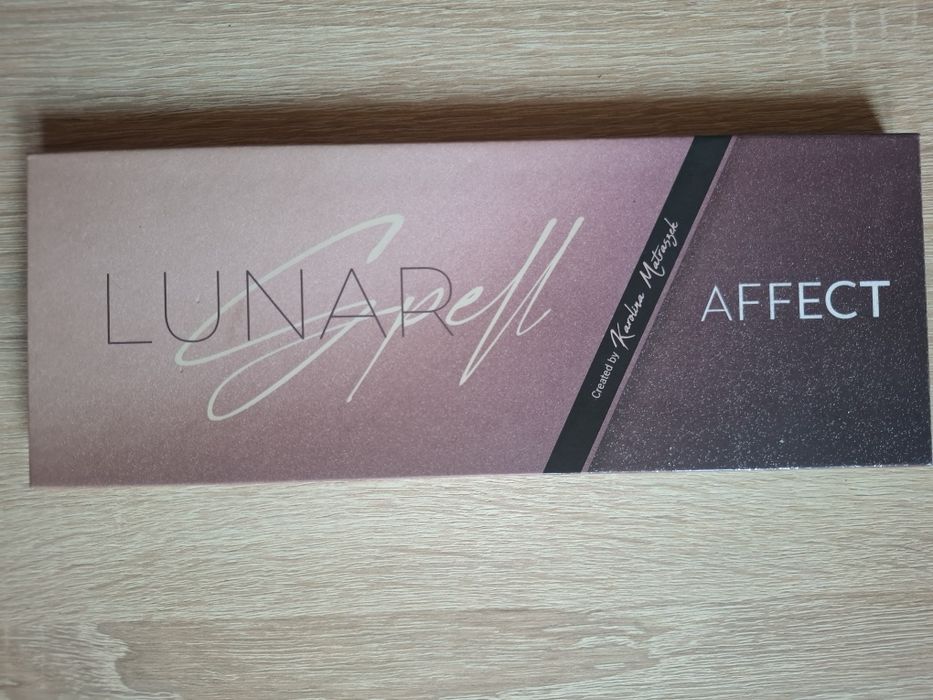 LUNAR
Spell
Created by Karolina Matraszek
AFFECT